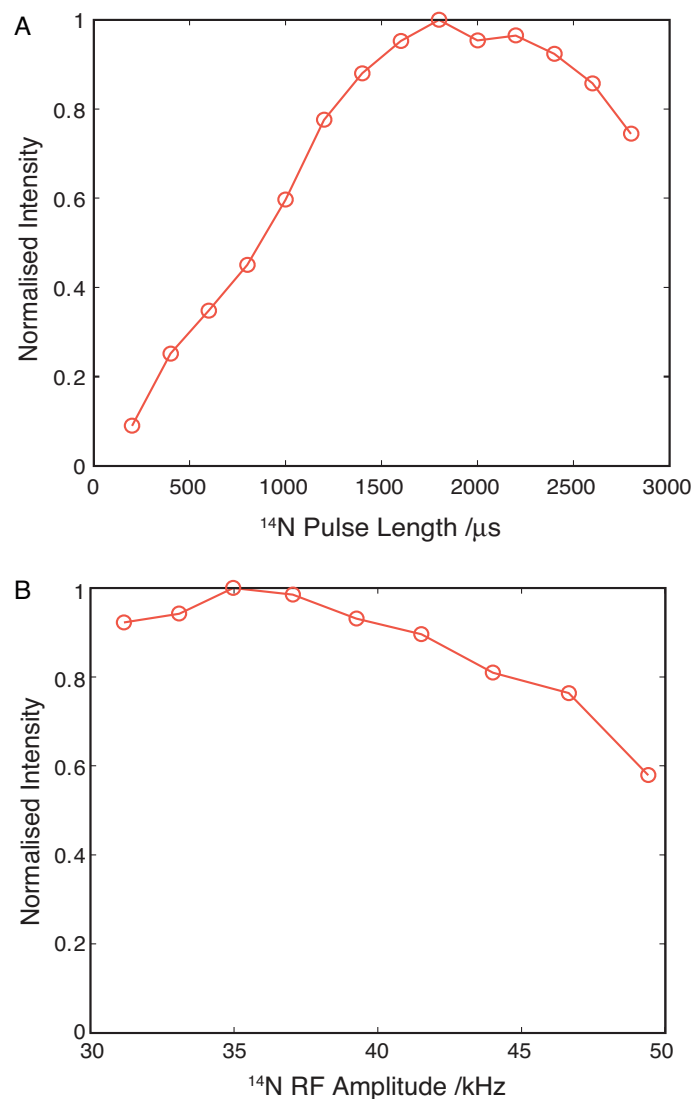 A
1
0.8
0.6
0.4
0.2
0
Normalised Intensity
0 500 1000 1500 2000 2500 3000
¹⁴N Pulse Length /μs
B
1
0.8
0.6
0.4
0.2
0
Normalised Intensity
30 35 40 45 50
¹⁴N RF Amplitude /kHz